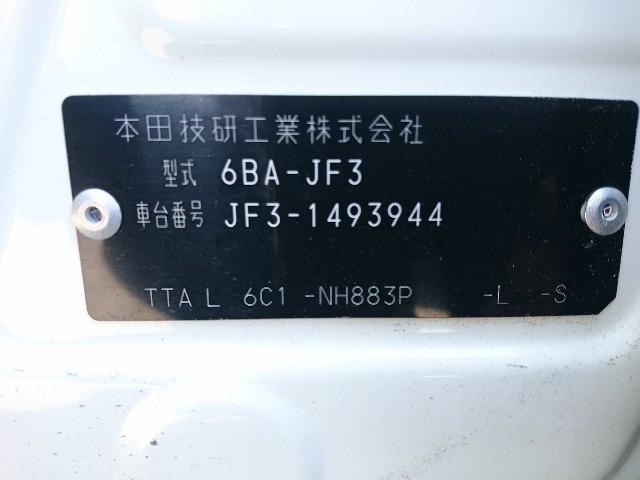 本田技研工業株式会社
型式 6BA-JF3
車台番号 JF3-1493944
TTA L 6C1 -NH883P -L -S